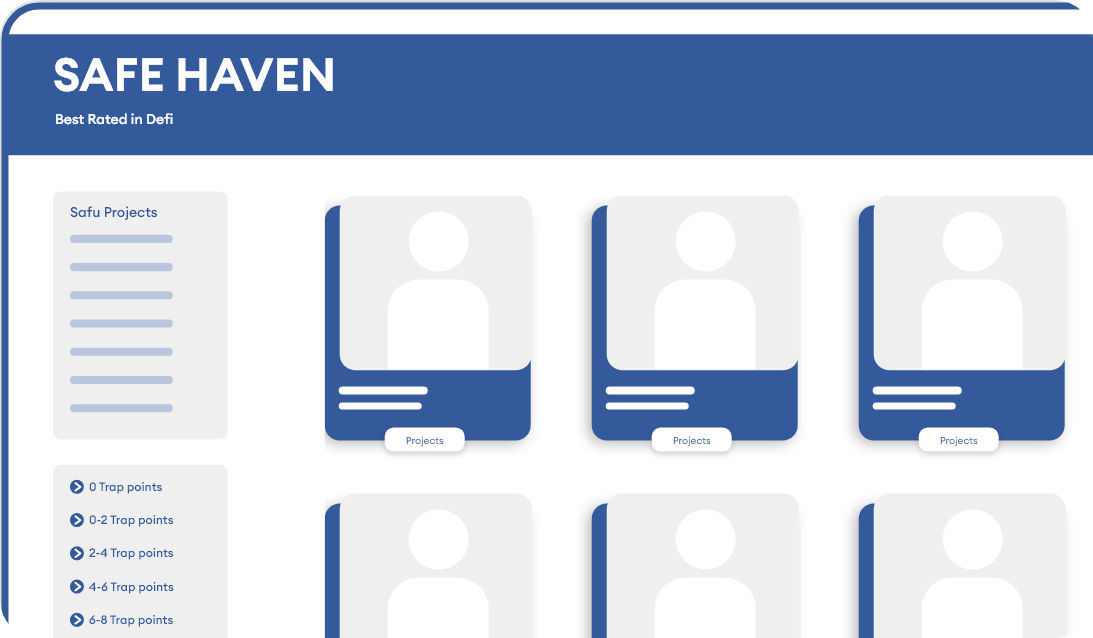 SAFE HAVEN
Best Rated in Defi
Safu Projects
Projects
Projects
Projects
0 Trap points
0-2 Trap points
2-4 Trap points
4-6 Trap points
6-8 Trap points